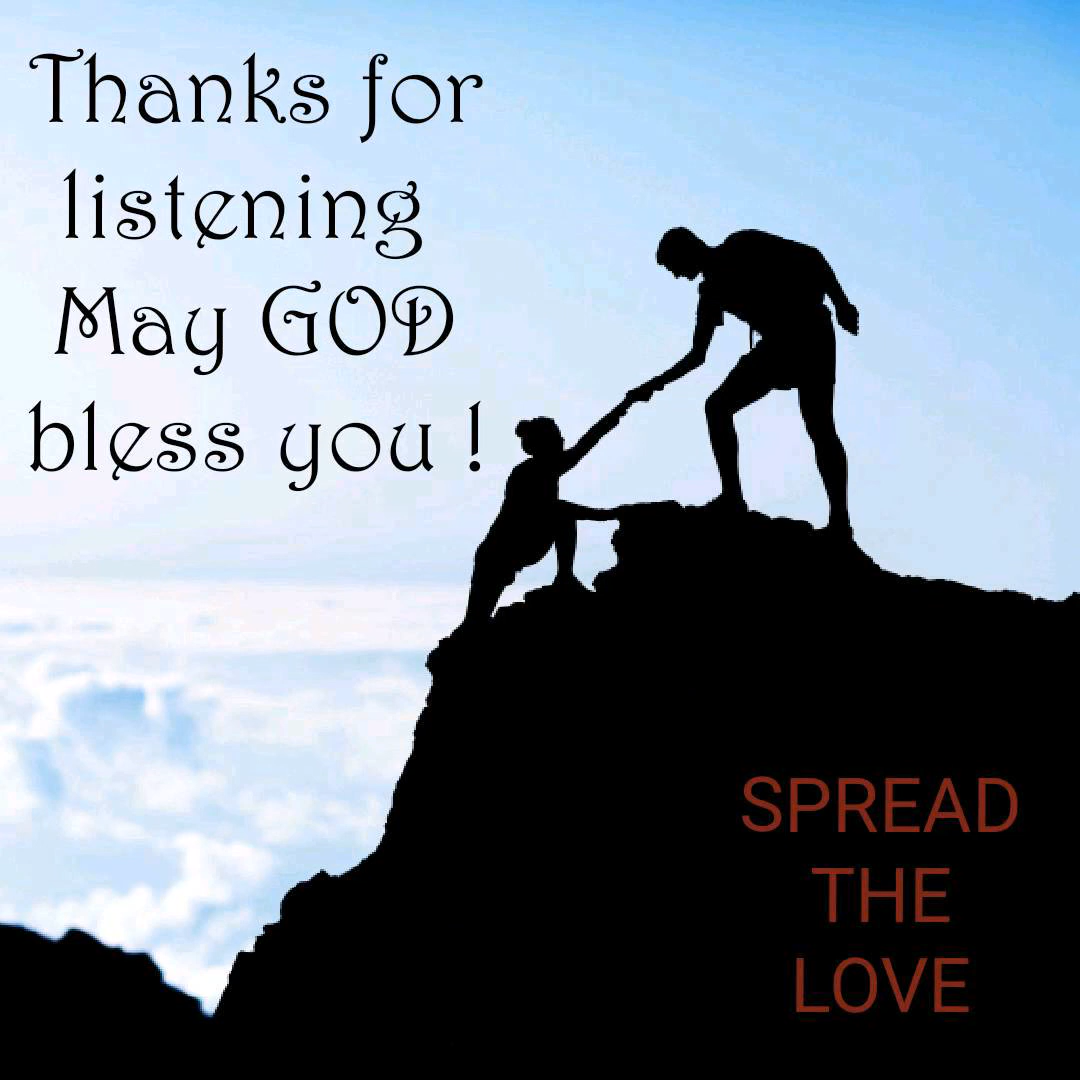 Thanks for
listening
May GOD
bless you !
SPREAD
THE
LOVE